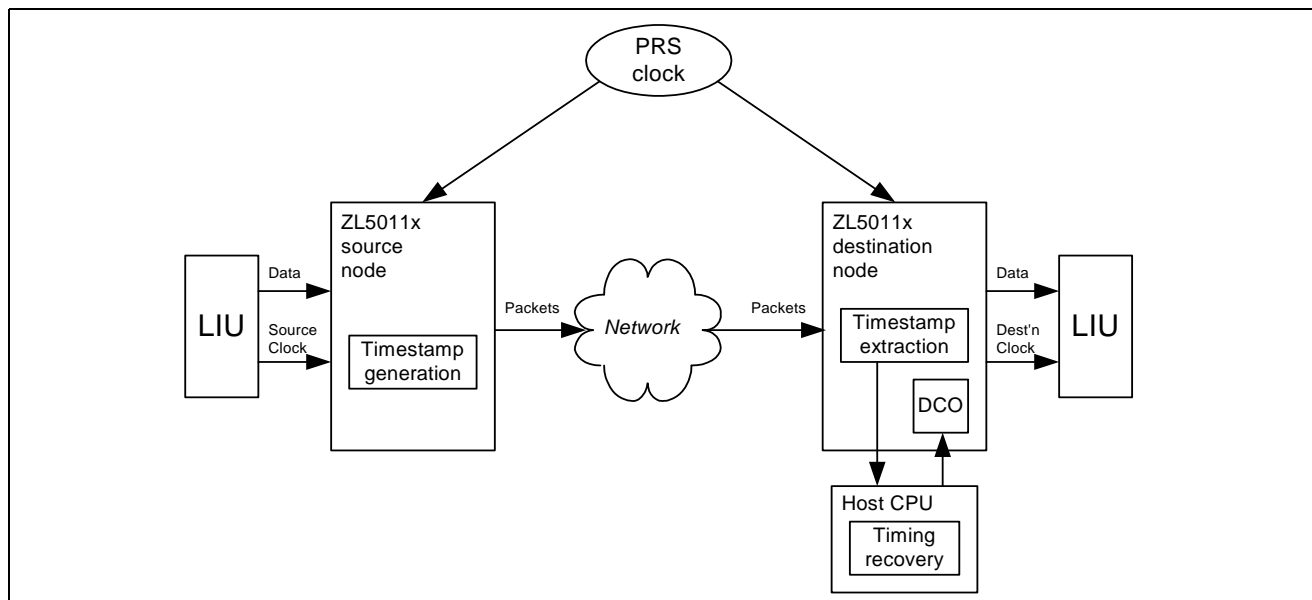 PRS
clock
ZL5011x
source
node
ZL5011x
destination
node
Data
Source
Clock
LIU
Timestamp
generation
Packets
Network
Packets
Timestamp
extraction
DCO
Data
Dest'n
Clock
LIU
Host CPU
Timing
recovery